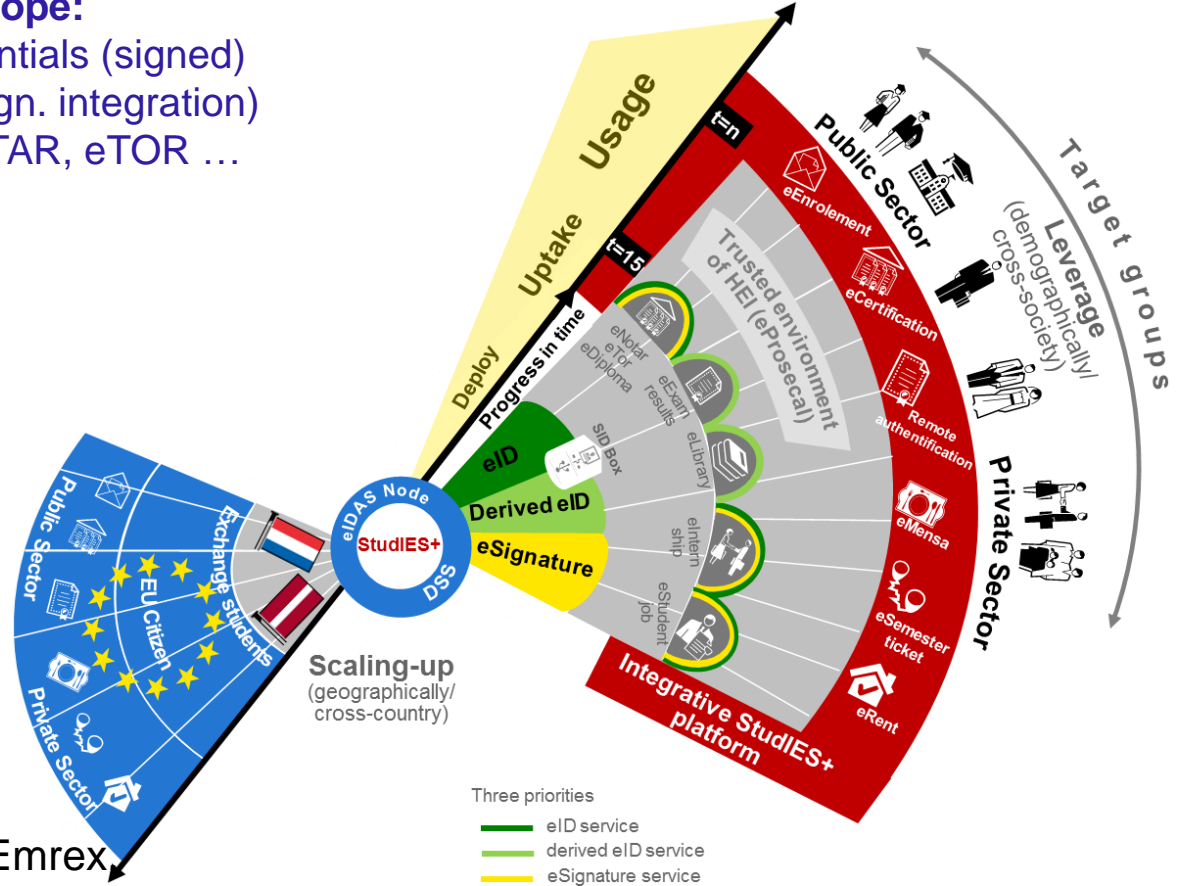 ope:
entials (signed)
gn. integration)
TAR, eTOR …
Usage
Uptake
Deploy
Progress in time
t=n
t=15
Public Sector
Target groups
Leverage
(demographically/
cross-society)
Private Sector
eEnrolement
eCertification
Remote
authentification
eMensa
eSemester
ticket
eRent
Trusted environment
of HEI (eProsecal)
eNotar
eTor
eDiploma
eExam
results
eLibrary
eIntern
ship
eStudent
job
SID Box
eID
Derived eID
eSignature
eIDAS Node
StudIES+
DSS
Integrative StudIES+
platform
Public Sector
Exchange students
EU Citizen
Private Sector
Scaling-up
(geographically/
cross-country)
Emrex
Three priorities
eID service
derived eID service
eSignature service